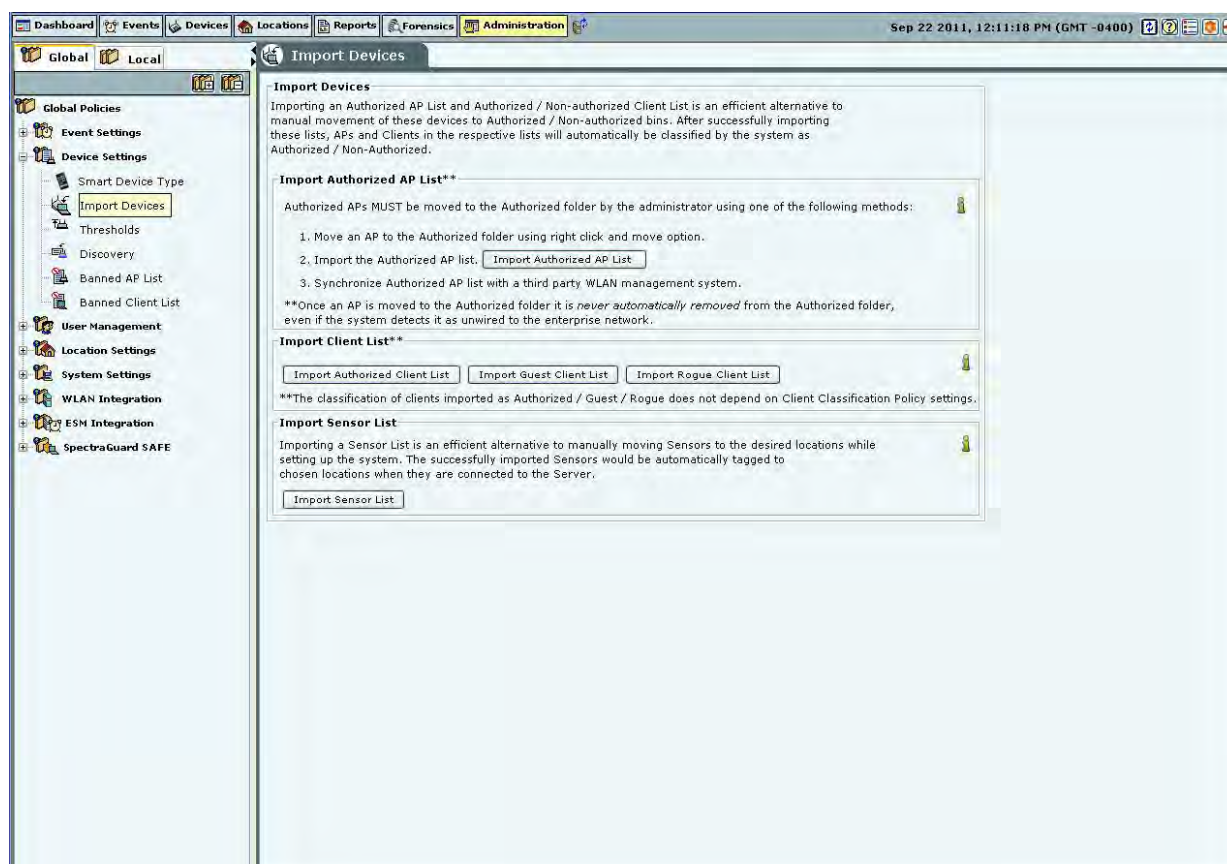 Dashboard Events Devices Locations Reports Forensics Administration
Sep 22 2011, 12:11:18 PM (GMT -0400)
Global Local
Global Policies
Event Settings
Device Settings
Smart Device Type
Import Devices
Thresholds
Discovery
Banned AP List
Banned Client List
User Management
Location Settings
System Settings
WLAN Integration
ESM Integration
SpectraGuard SAFE
Import Devices
Import Devices
Importing an Authorized AP List and Authorized / Non-authorized Client List is an efficient alternative to
manual movement of these devices to Authorized / Non-authorized bins. After successfully importing
these lists, APs and Clients in the respective lists will automatically be classified by the system as
Authorized / Non-Authorized.
Import Authorized AP List**
Authorized APs MUST be moved to the Authorized folder by the administrator using one of the following methods:
1. Move an AP to the Authorized folder using right click and move option.
2. Import the Authorized AP list. Import Authorized AP List
3. Synchronize Authorized AP list with a third party WLAN management system.
**Once an AP is moved to the Authorized folder it is never automatically removed from the Authorized folder,
even if the system detects it as unwired to the enterprise network.
Import Client List**
Import Authorized Client List Import Guest Client List Import Rogue Client List
**The classification of clients imported as Authorized / Guest / Rogue does not depend on Client Classification Policy settings.
Import Sensor List
Importing a Sensor List is an efficient alternative to manually moving Sensors to the desired locations while
setting up the system. The successfully imported Sensors would be automatically tagged to
chosen locations when they are connected to the Server.
Import Sensor List